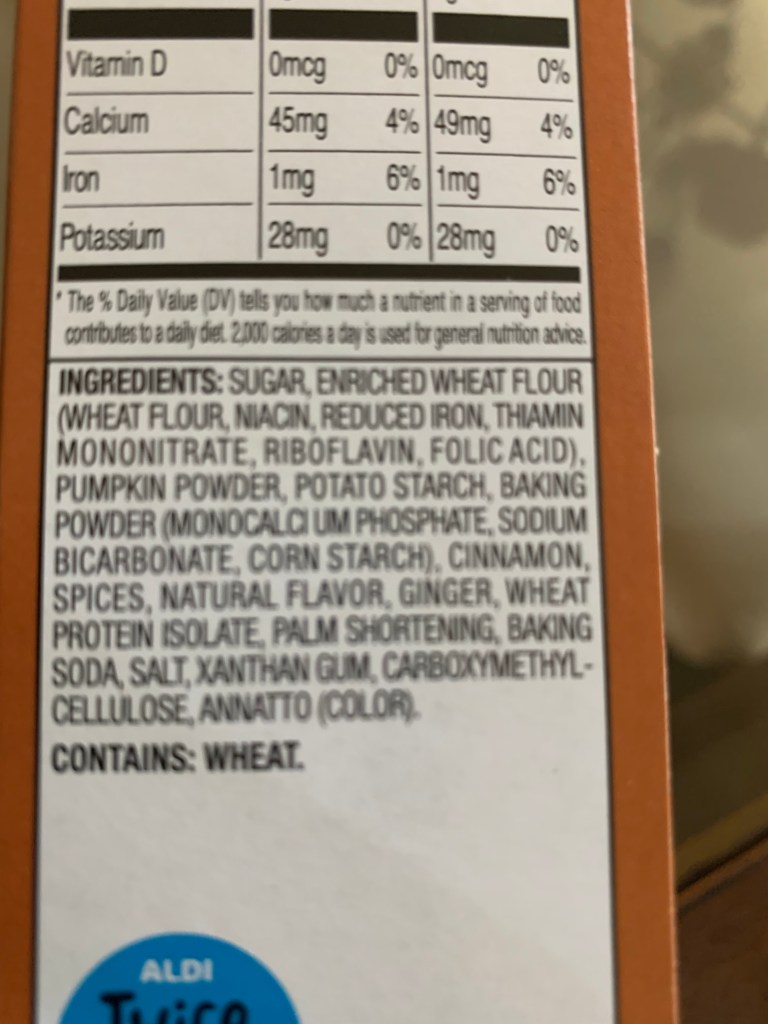 Vitamin D 0mcg 0% 0mcg 0%
Calcium 45mg 4% 49mg 4%
Iron 1mg 6% 1mg 6%
Potassium 28mg 0% 28mg 0%
* The % Daily Value (DV) tells you how much a nutrient in a serving of food
contributes to a daily diet. 2,000 calories a day is used for general nutrition advice.
INGREDIENTS: SUGAR, ENRICHED WHEAT FLOUR
(WHEAT FLOUR, NIACIN, REDUCED IRON, THIAMIN
MONONITRATE, RIBOFLAVIN, FOLIC ACID),
PUMPKIN POWDER, POTATO STARCH, BAKING
POWDER (MONOCALCIUM PHOSPHATE, SODIUM
BICARBONATE, CORN STARCH), CINNAMON,
SPICES, NATURAL FLAVOR, GINGER, WHEAT
PROTEIN ISOLATE, PALM SHORTENING, BAKING
SODA, SALT, XANTHAN GUM, CARBOXYMETHYL-
CELLULOSE, ANNATTO (COLOR).
CONTAINS: WHEAT.
ALDI
Twice